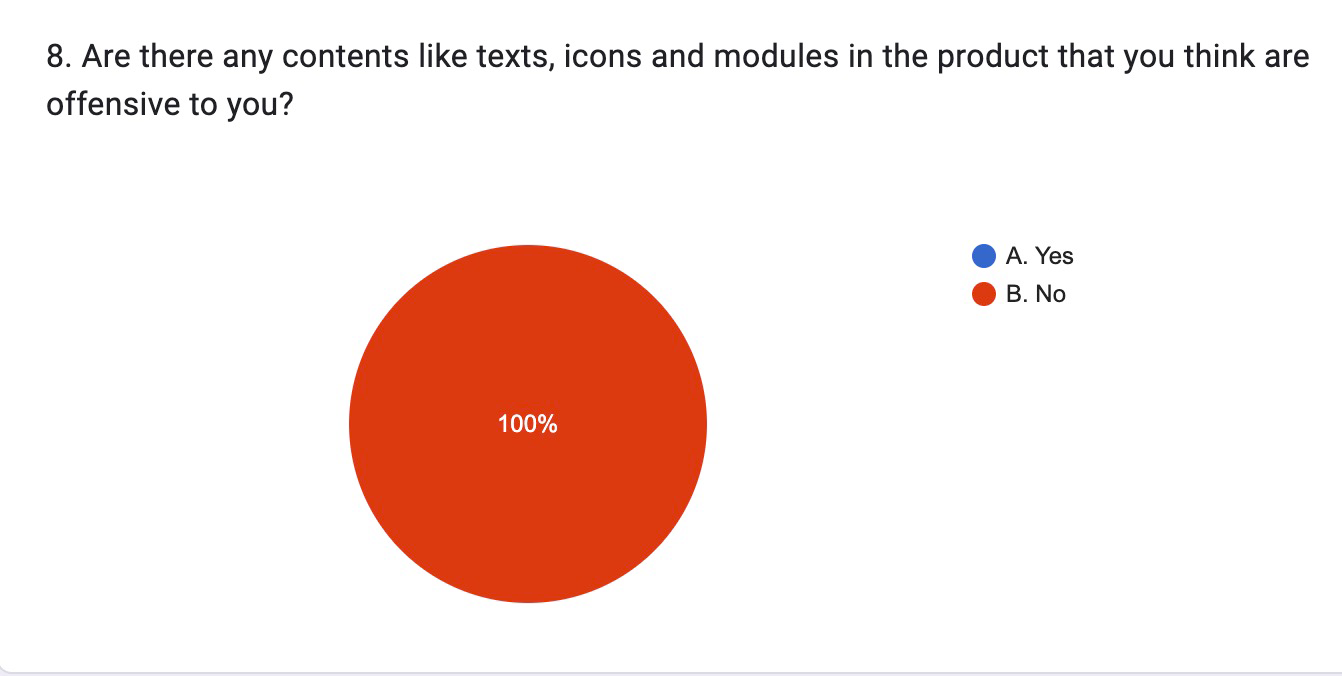 8. Are there any contents like texts, icons and modules in the product that you think are
offensive to you?
A. Yes
B. No
100%